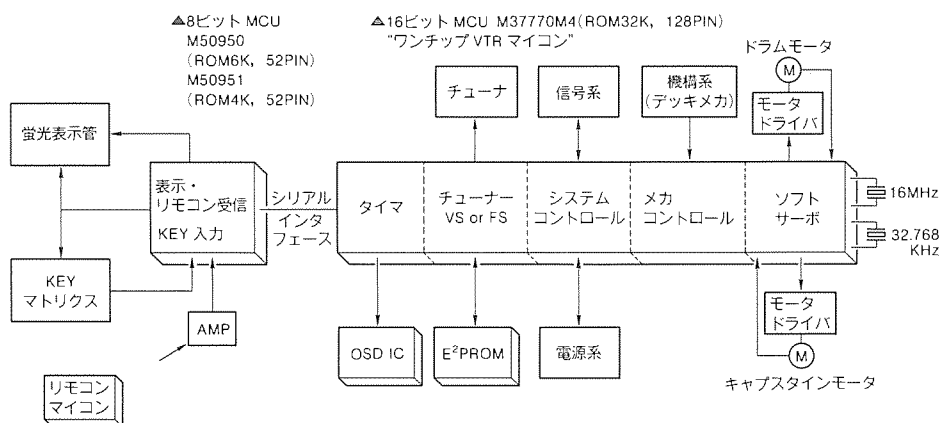 ▲8ビット MCU
M50950
(ROM6K, 52PIN)
M50951
(ROM4K, 52PIN)
▲16ビット MCU M37770M4(ROM32K, 128PIN)
"ワンチップ VTR マイコン"
ドラムモータ
M
モータ
ドライバ
チューナ
信号系
機構系
(デッキメカ)
蛍光表示管
表示・
リモコン受信
KEY 入力
シリアル
インタ
フェース
タイマ
チューナー
VS or FS
システム
コントロール
メカ
コントロール
ソフト
サーボ
16MHz
32.768
KHz
KEY
マトリクス
AMP
OSD IC
E²PROM
電源系
モータ
ドライバ
M
キャプスタインモータ
リモコン
マイコン